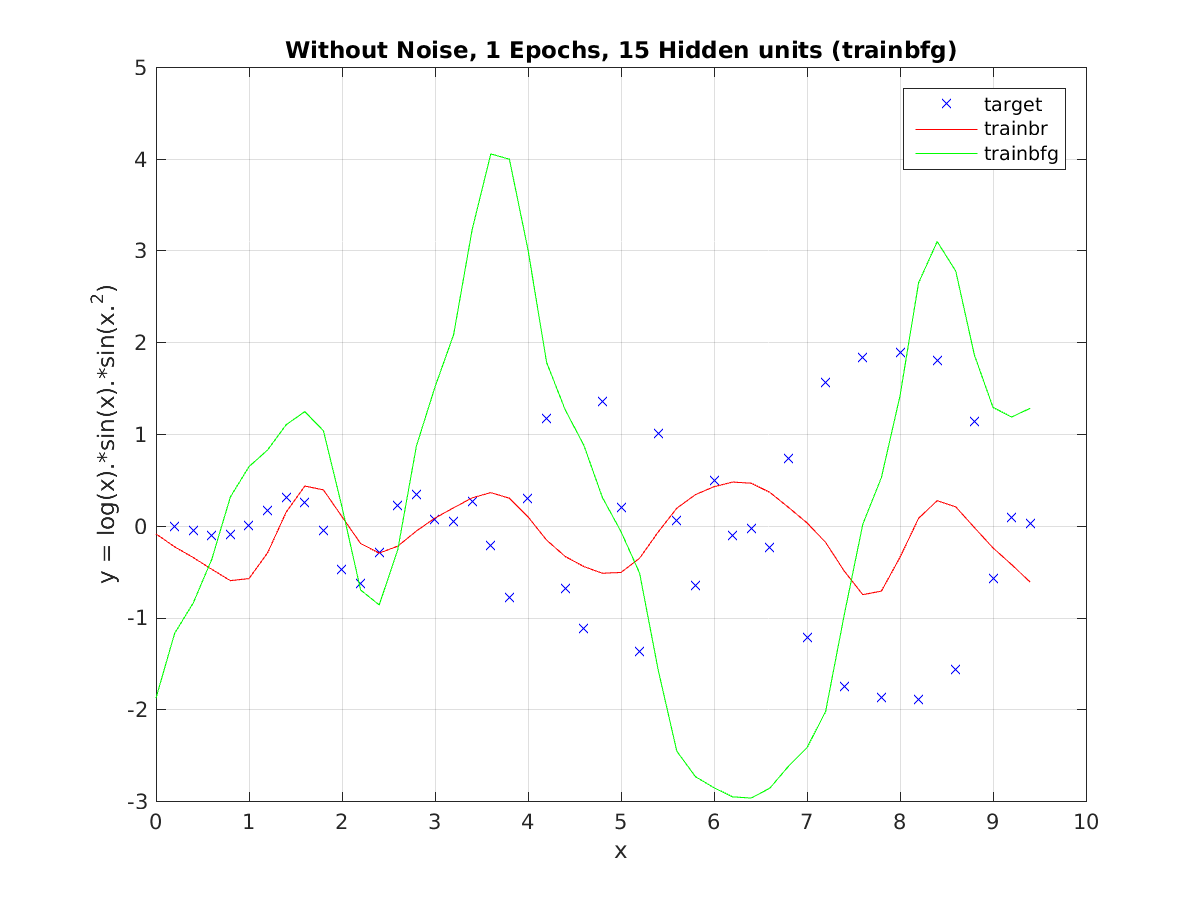 Without Noise, 1 Epochs, 15 Hidden units (trainbfg)
target
trainbr
trainbfg
y = log(x).*sin(x).*sin(x.²)
5
4
3
2
1
0
-1
-2
-3
0 1 2 3 4 5 6 7 8 9 10
x